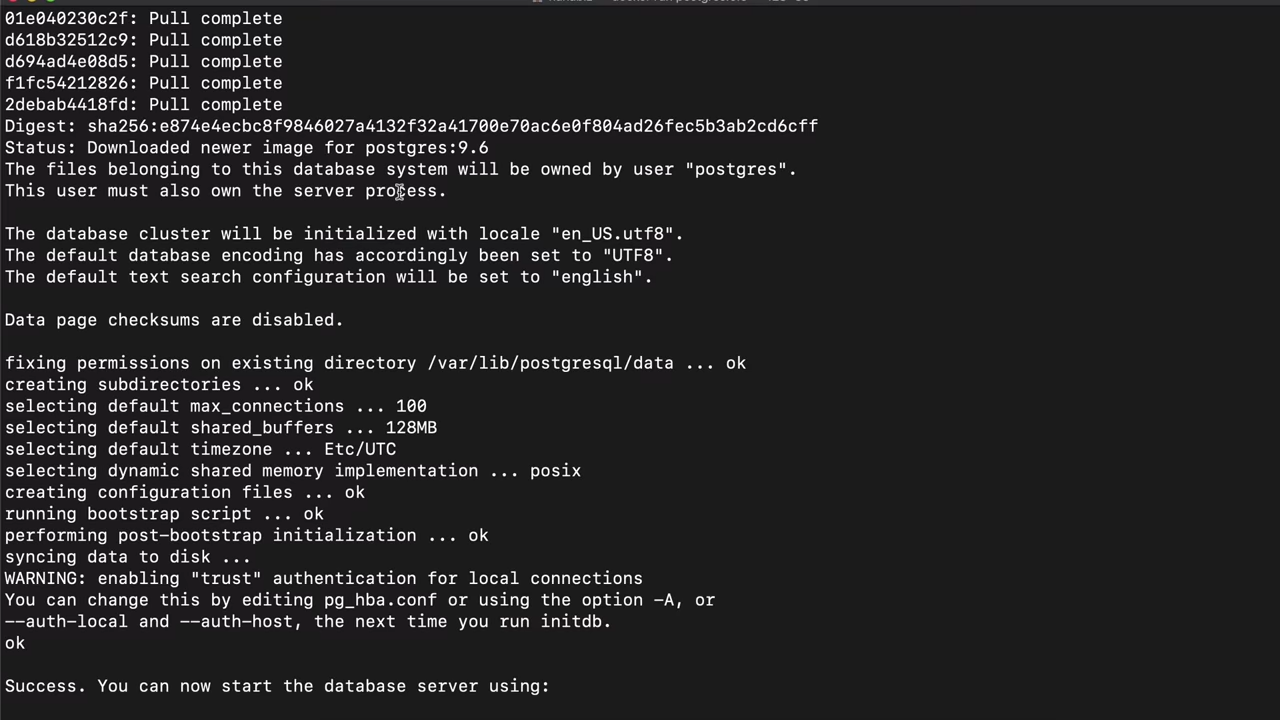 01e040230c2f: Pull complete
d618b32512c9: Pull complete
d694ad4e08d5: Pull complete
f1fc54212826: Pull complete
2debab4418fd: Pull complete
Digest: sha256:e874e4ecbc8f9846027a4132f32a41700e70ac6e0f804ad26fec5b3ab2cd6cff
Status: Downloaded newer image for postgres:9.6
The files belonging to this database system will be owned by user "postgres".
This user must also own the server process.
The database cluster will be initialized with locale "en_US.utf8".
The default database encoding has accordingly been set to "UTF8".
The default text search configuration will be set to "english".
Data page checksums are disabled.
fixing permissions on existing directory /var/lib/postgresql/data ... ok
creating subdirectories ... ok
selecting default max_connections ... 100
selecting default shared_buffers ... 128MB
selecting default timezone ... Etc/UTC
selecting dynamic shared memory implementation ... posix
creating configuration files ... ok
running bootstrap script ... ok
performing post-bootstrap initialization ... ok
syncing data to disk ...
WARNING: enabling "trust" authentication for local connections
You can change this by editing pg_hba.conf or using the option -A, or
--auth-local and --auth-host, the next time you run initdb.
ok
Success. You can now start the database server using: